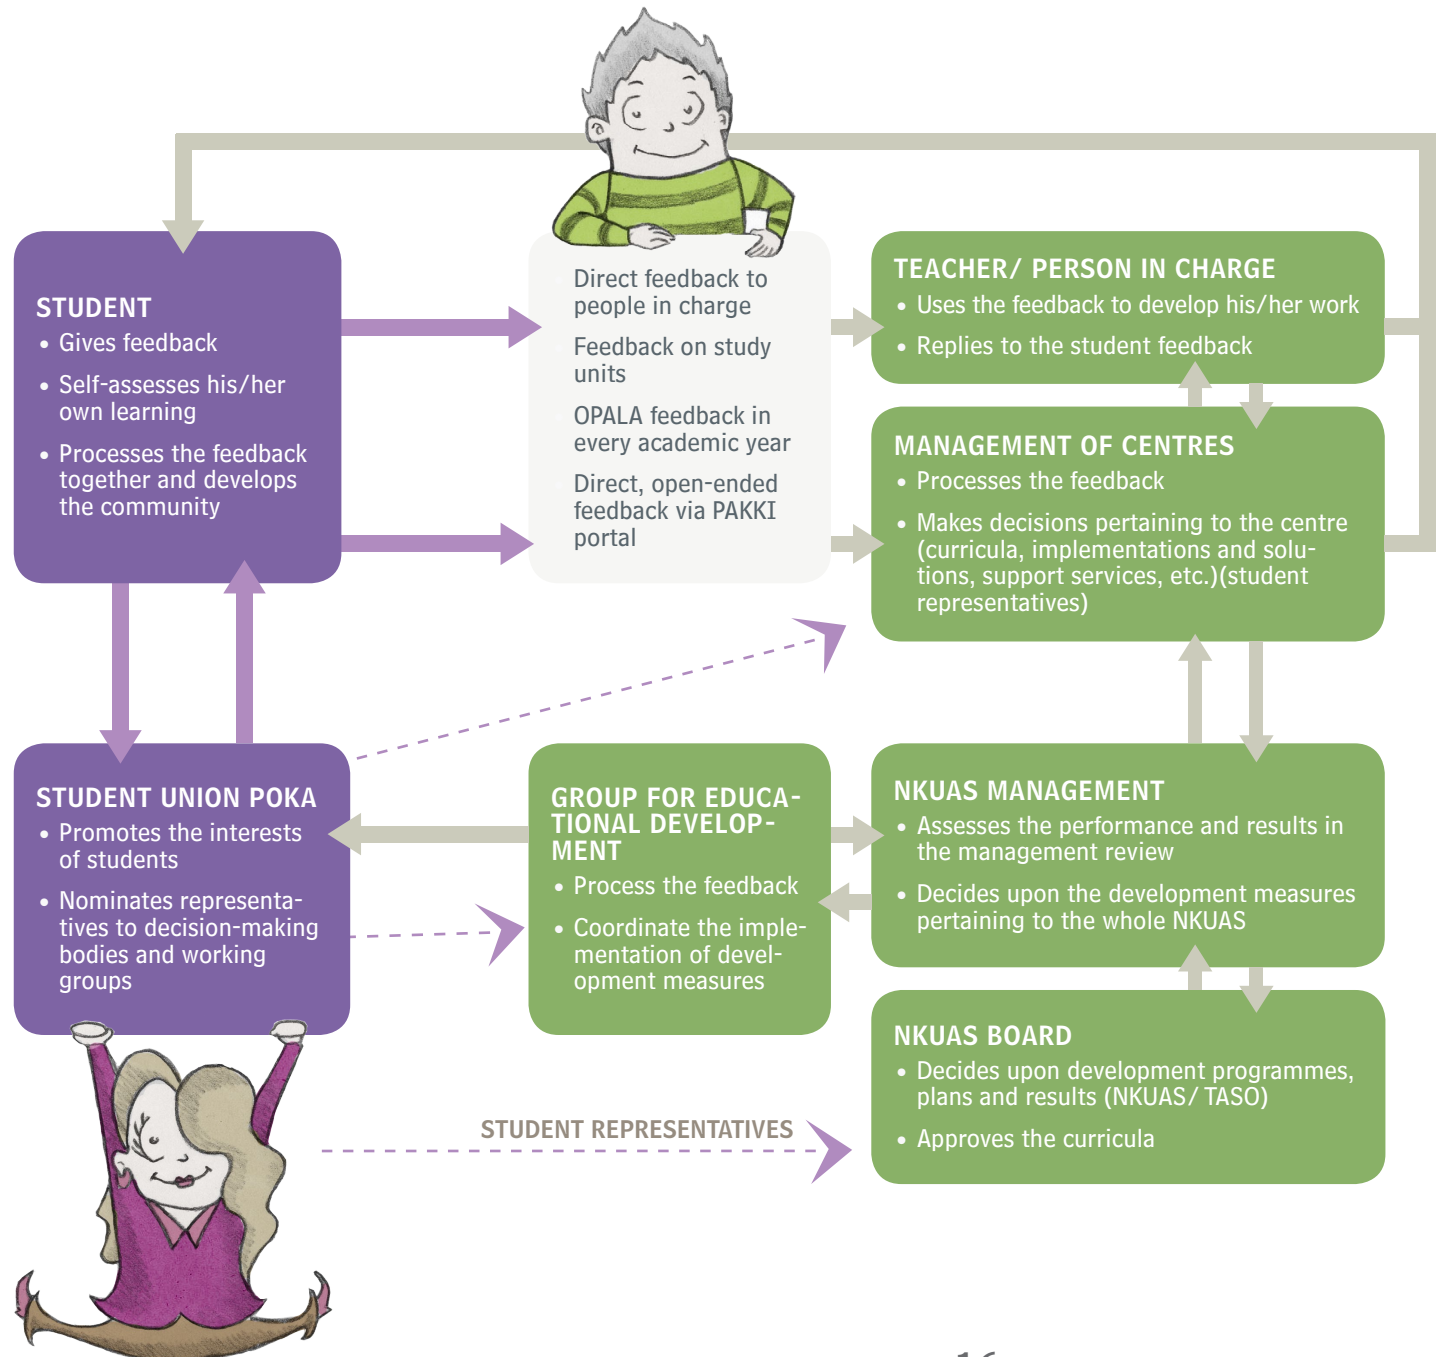 STUDENT
• Gives feedback
• Self-assesses his/her
own learning
• Processes the feedback
together and develops
the community
Direct feedback to
people in charge
Feedback on study
units
OPALA feedback in
every academic year
Direct, open-ended
feedback via PAKKI
portal
TEACHER/ PERSON IN CHARGE
• Uses the feedback to develop his/her work
• Replies to the student feedback
MANAGEMENT OF CENTRES
• Processes the feedback
• Makes decisions pertaining to the centre
(curricula, implementations and solu-
tions, support services, etc.)(student
representatives)
STUDENT UNION POKA
• Promotes the interests
of students
• Nominates representa-
tives to decision-making
bodies and working
groups
GROUP FOR EDUCA-
TIONAL DEVELOP-
MENT
• Process the feedback
• Coordinate the imple-
mentation of devel-
opment measures
NKUAS MANAGEMENT
• Assesses the performance and results in
the management review
• Decides upon the development measures
pertaining to the whole NKUAS
NKUAS BOARD
• Decides upon development programmes,
plans and results (NKUAS/ TASO)
• Approves the curricula
STUDENT REPRESENTATIVES